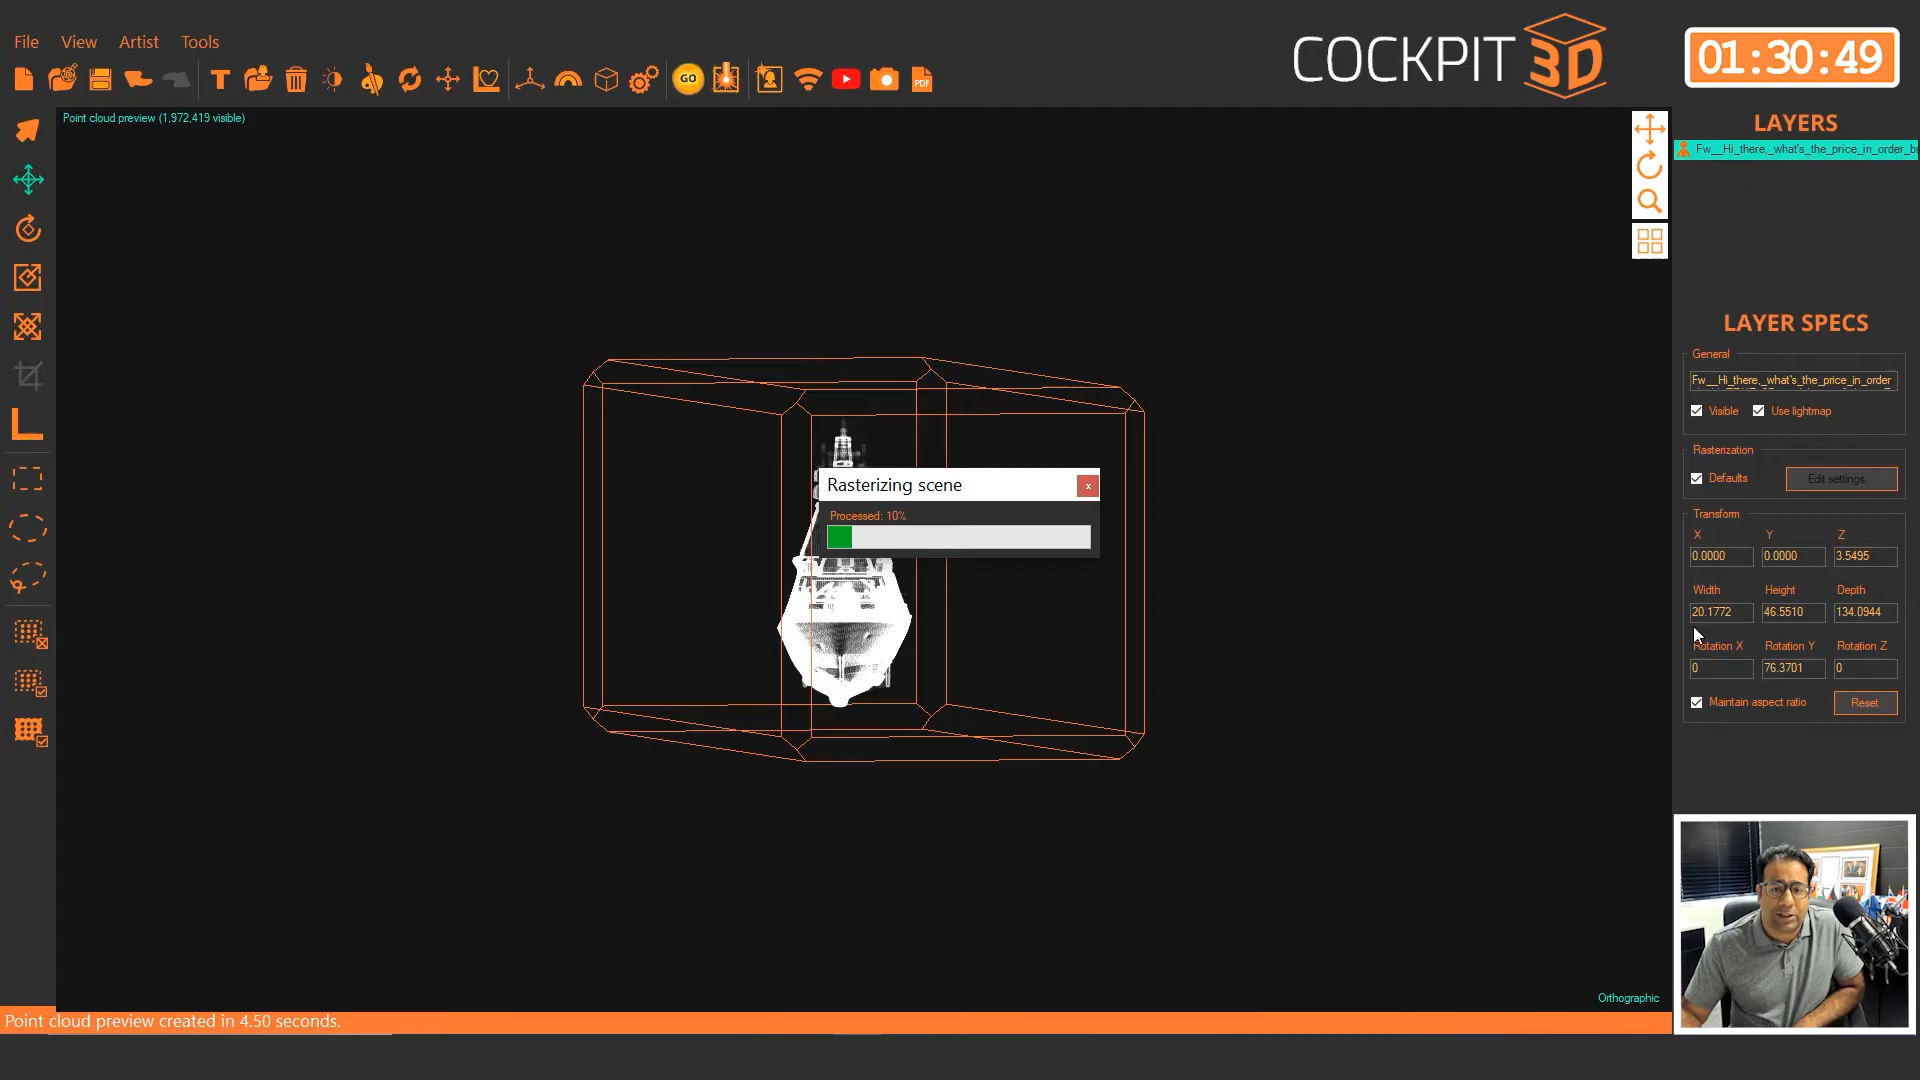 File View Artist Tools
COCKPIT 3D
01:30:49
T
GO
PDF
Point cloud preview (1,972,419 visible)
LAYERS
Fw__Hi_there,_what's_the_price_in_order_b
LAYER SPECS
General
Fw__Hi_there,_what's_the_price_in_order
Visible Use lightmap
Rasterization
Defaults Edit settings
Transform
X Y Z
0.0000 0.0000 3.5495
Width Height Depth
20.1772 46.5510 134.0944
Rotation X Rotation Y Rotation Z
0 76.3701 0
Maintain aspect ratio Reset
Rasterizing scene
x
Processed: 10%
Orthographic
Point cloud preview created in 4.50 seconds.